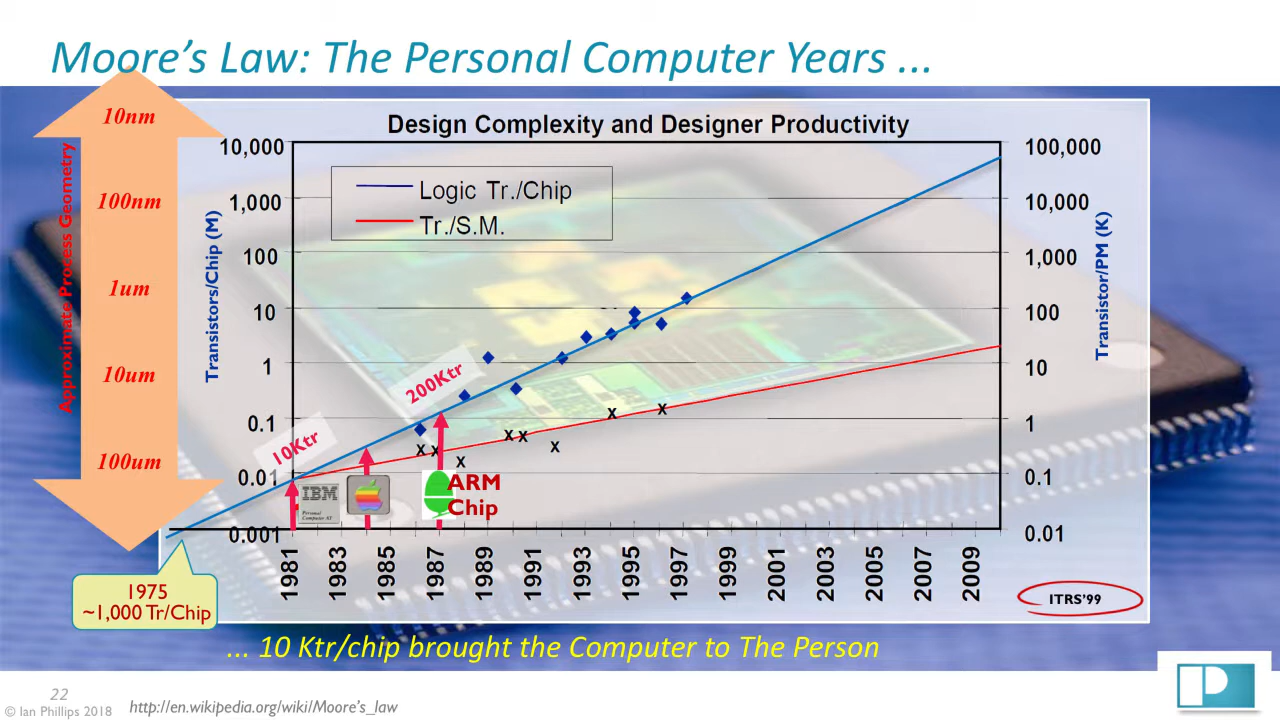 Moore's Law: The Personal Computer Years ...
10nm
100nm
1um
10um
100um
Approximate Process Geometry
Design Complexity and Designer Productivity
Logic Tr./Chip
Tr./S.M.
Transistors/Chip (M)
10,000
1,000
100
10
1
0.1
0.01
0.001
100,000
10,000
1,000
100
10
1
0.1
0.01
Transistor/PM (K)
10Ktr
200Ktr
IBM
Personal
Computer XT
ARM
Chip
1981
1983
1985
1987
1989
1991
1993
1995
1997
1999
2001
2003
2005
2007
2009
ITRS'99
1975
~1,000 Tr/Chip
... 10 Ktr/chip brought the Computer to The Person
22
© Ian Phillips 2018
http://en.wikipedia.org/wiki/Moore's_law
P